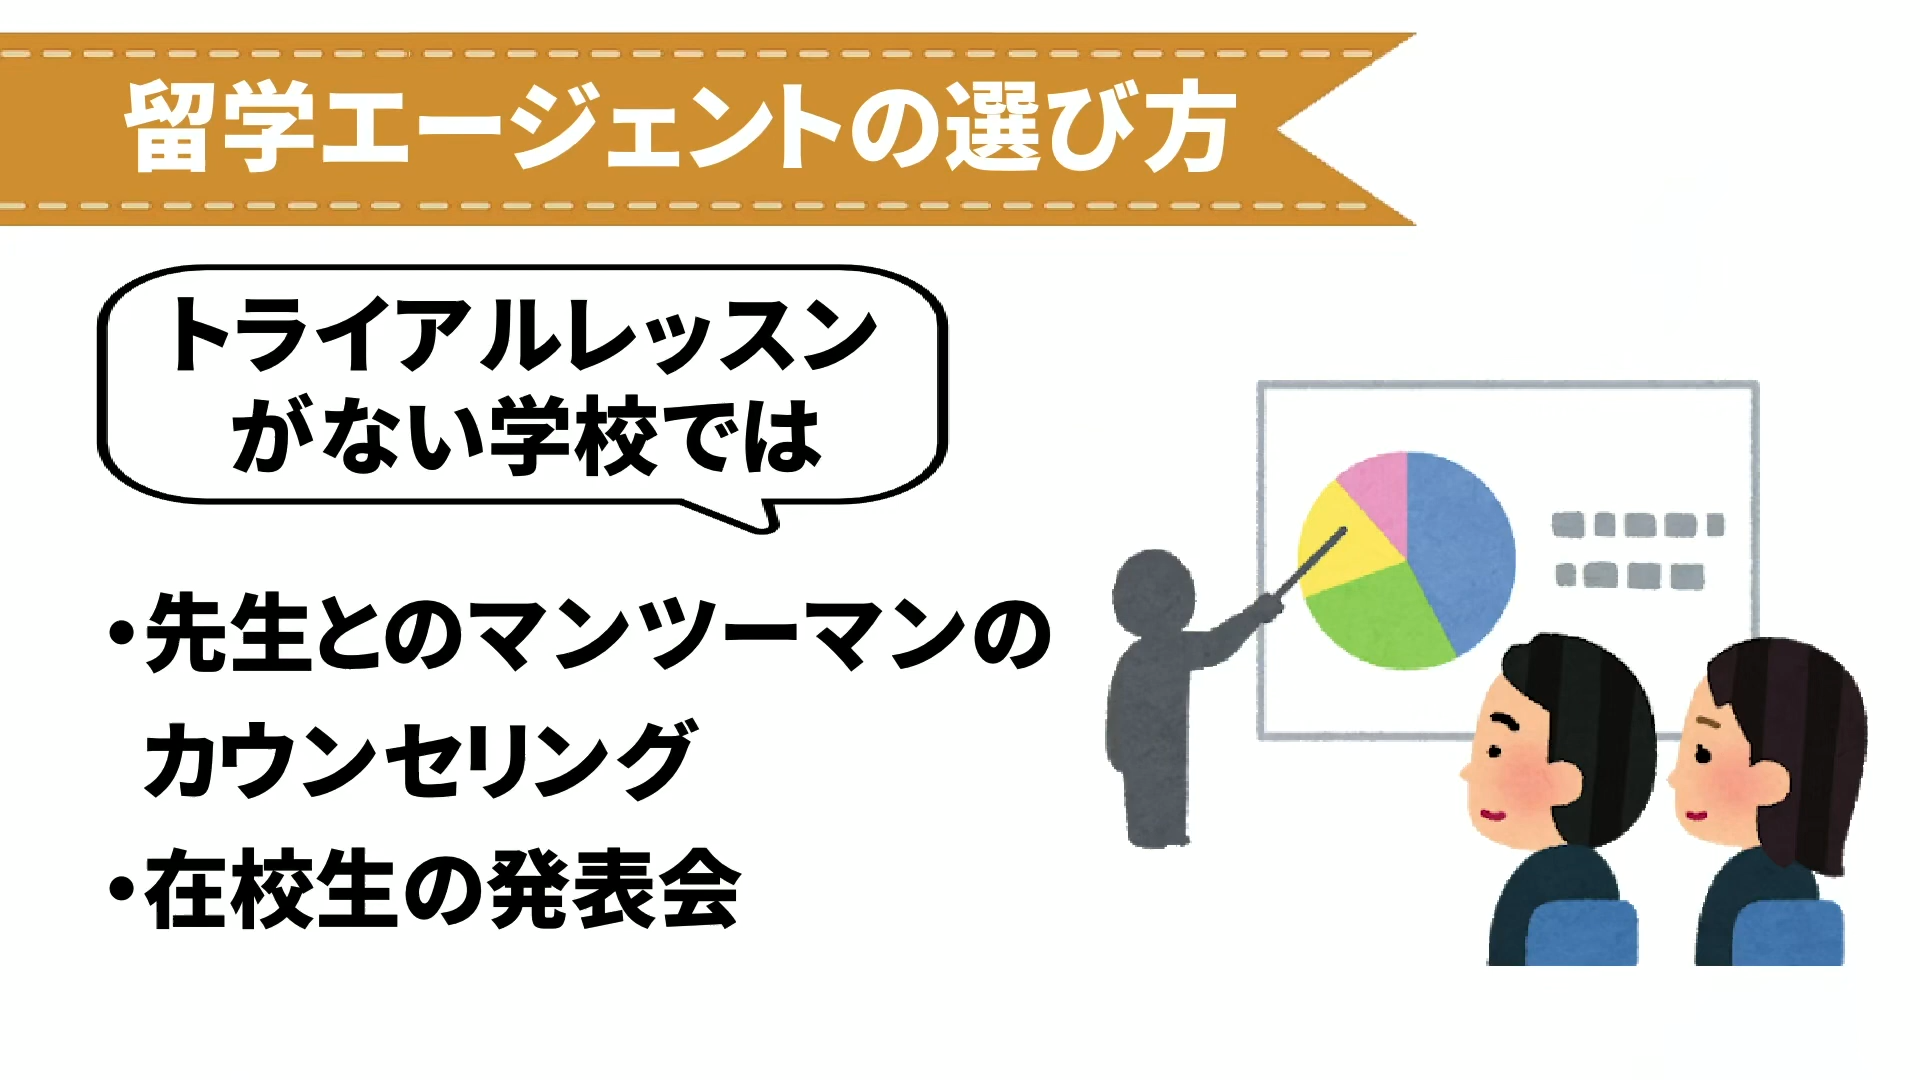 留学エージェントの選び方
トライアルレッスン
がない学校では
・先生とのマンツーマンの
カウンセリング
・在校生の発表会